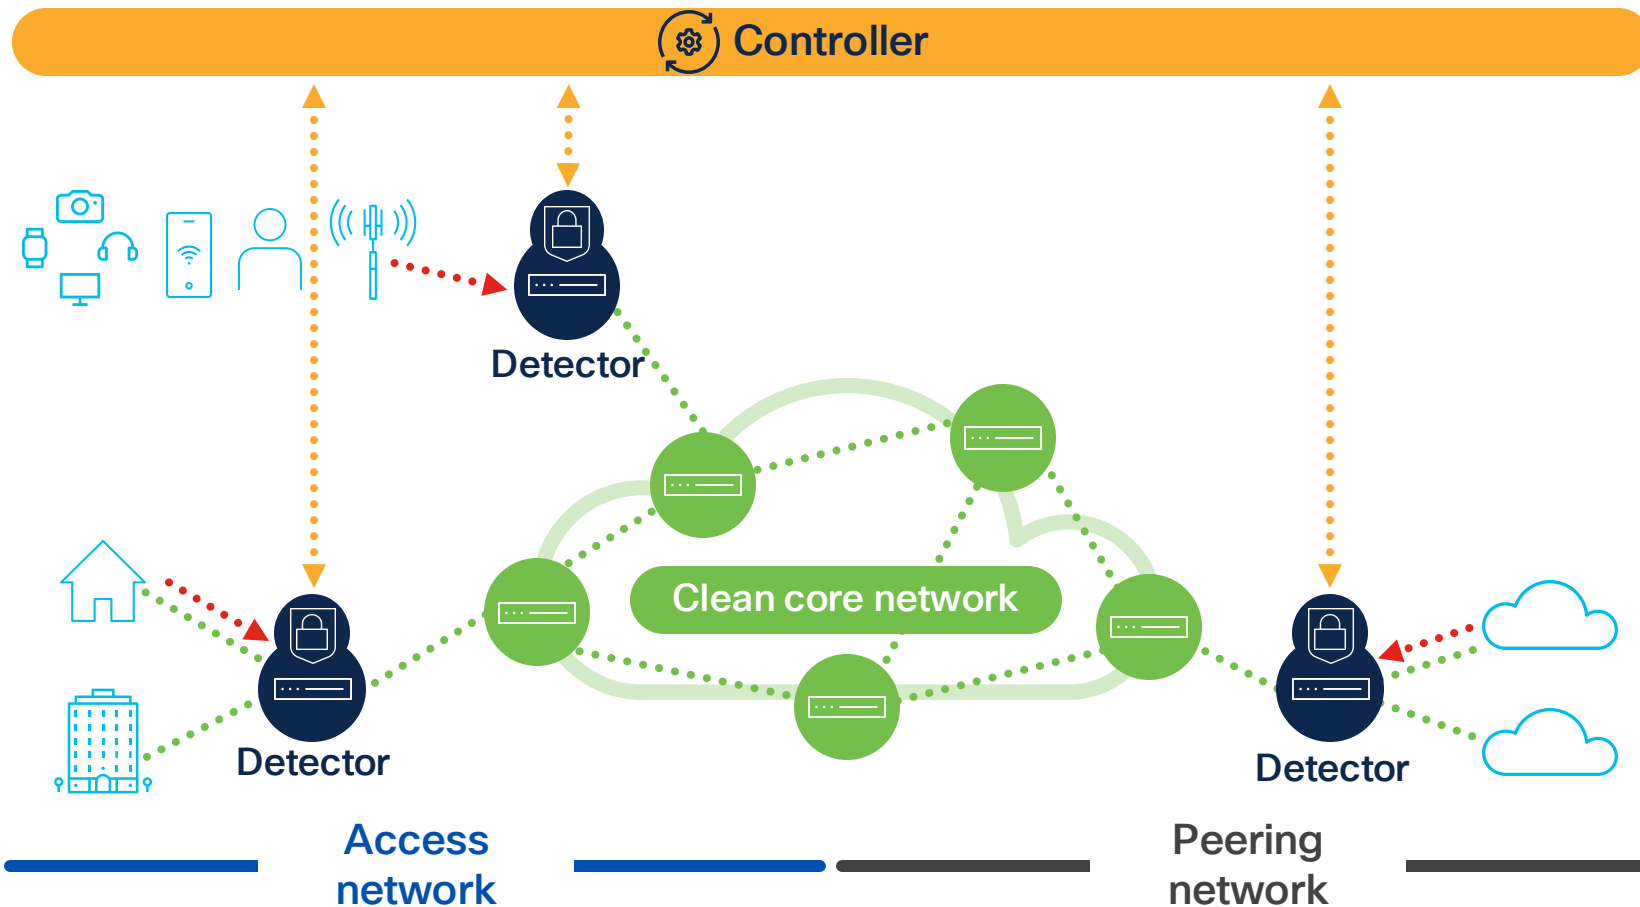 Controller
Detector
Clean core network
Detector
Detector
Access
network
Peering
network